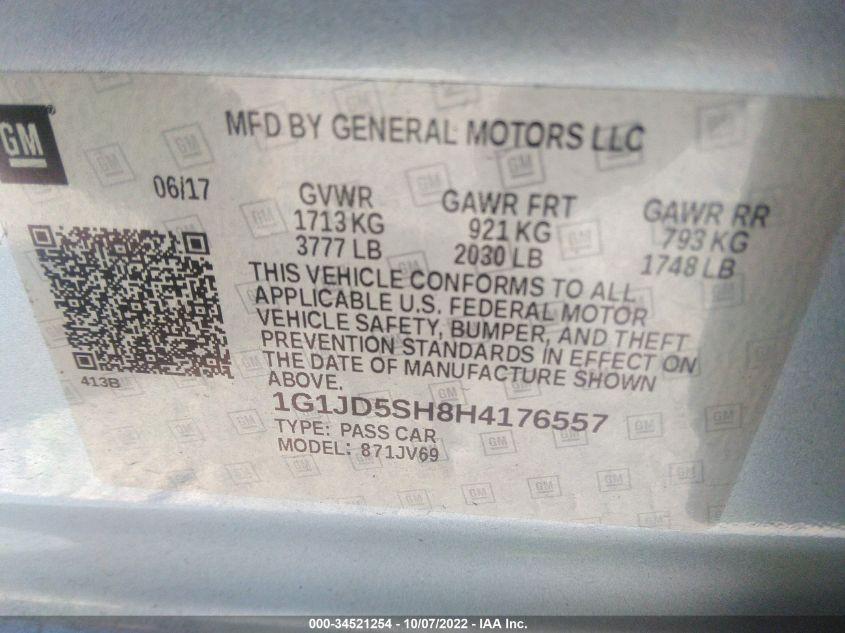 GM
MFD BY GENERAL MOTORS LLC
06/17
GVWR
1713 KG
3777 LB
GAWR FRT
921 KG
2030 LB
GAWR RR
793 KG
1748 LB
THIS VEHICLE CONFORMS TO ALL
APPLICABLE U.S. FEDERAL MOTOR
VEHICLE SAFETY, BUMPER, AND THEFT
PREVENTION STANDARDS IN EFFECT ON
THE DATE OF MANUFACTURE SHOWN
ABOVE.
413B
1G1JD5SH8H4176557
TYPE: PASS CAR
MODEL: 871JV69
000-34521254 - 10/07/2022 - IAA Inc.